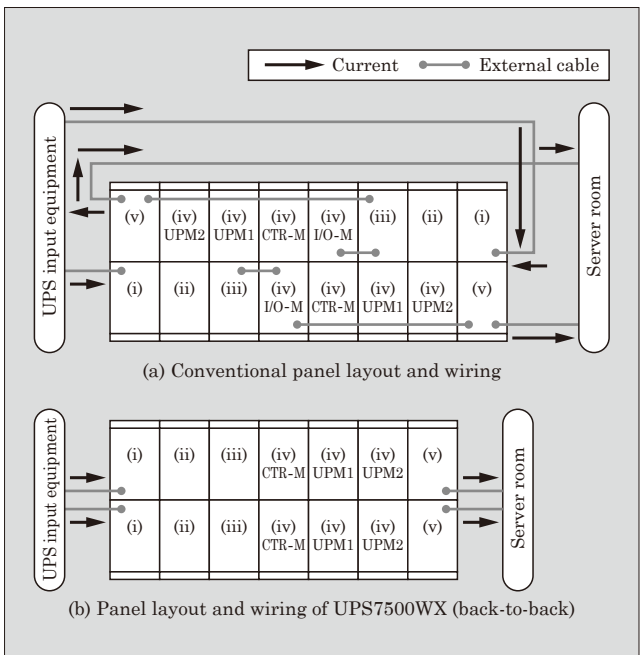 Current External cable
UPS input equipment
Server room
(v) (iv) (iv) (iv) (iv) (iii) (ii) (i)
UPM2 UPM1 CTR-M I/O-M
(i) (ii) (iii) (iv) (iv) (iv) (iv) (v)
I/O-M CTR-M UPM1 UPM2
(a) Conventional panel layout and wiring
UPS input equipment
Server room
(i) (ii) (iii) (iv) (iv) (iv) (v)
CTR-M UPM1 UPM2
(i) (ii) (iii) (iv) (iv) (iv) (v)
CTR-M UPM1 UPM2
(b) Panel layout and wiring of UPS7500WX (back-to-back)